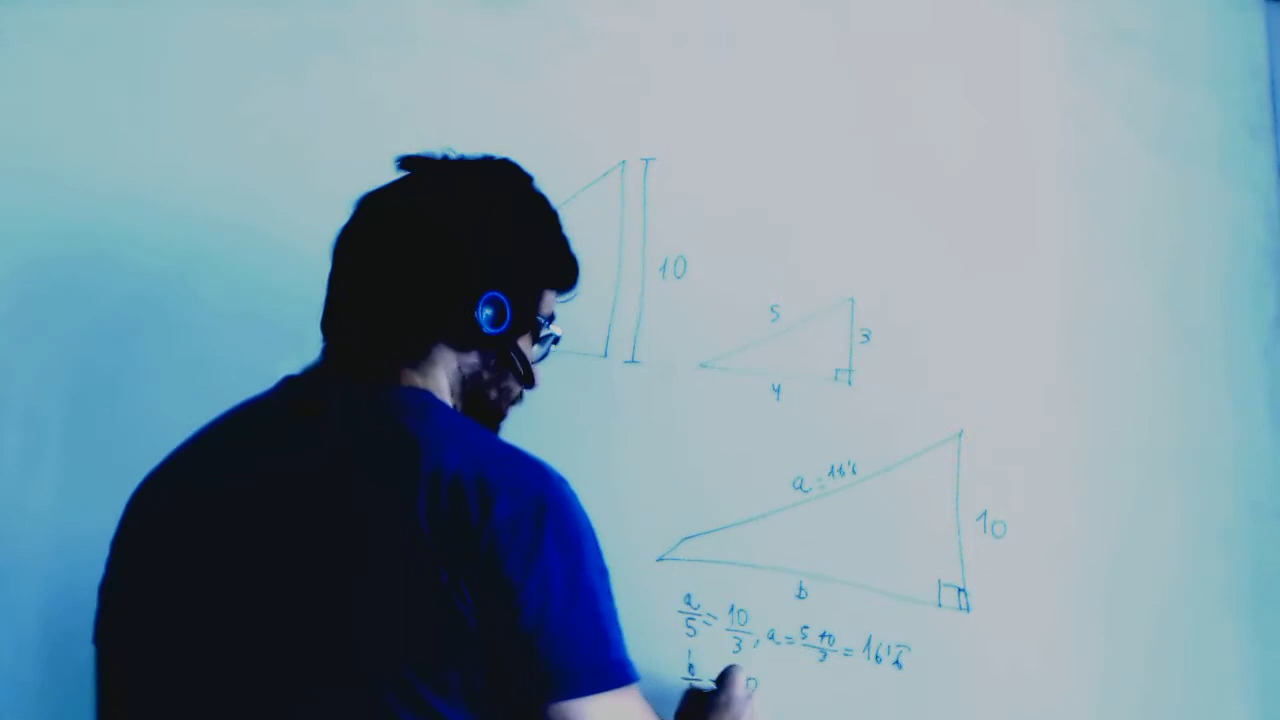 10
5
3
4
a = 16'6
10
b
a/5 = 10/3, a = 5·10/3 = 16'6
b